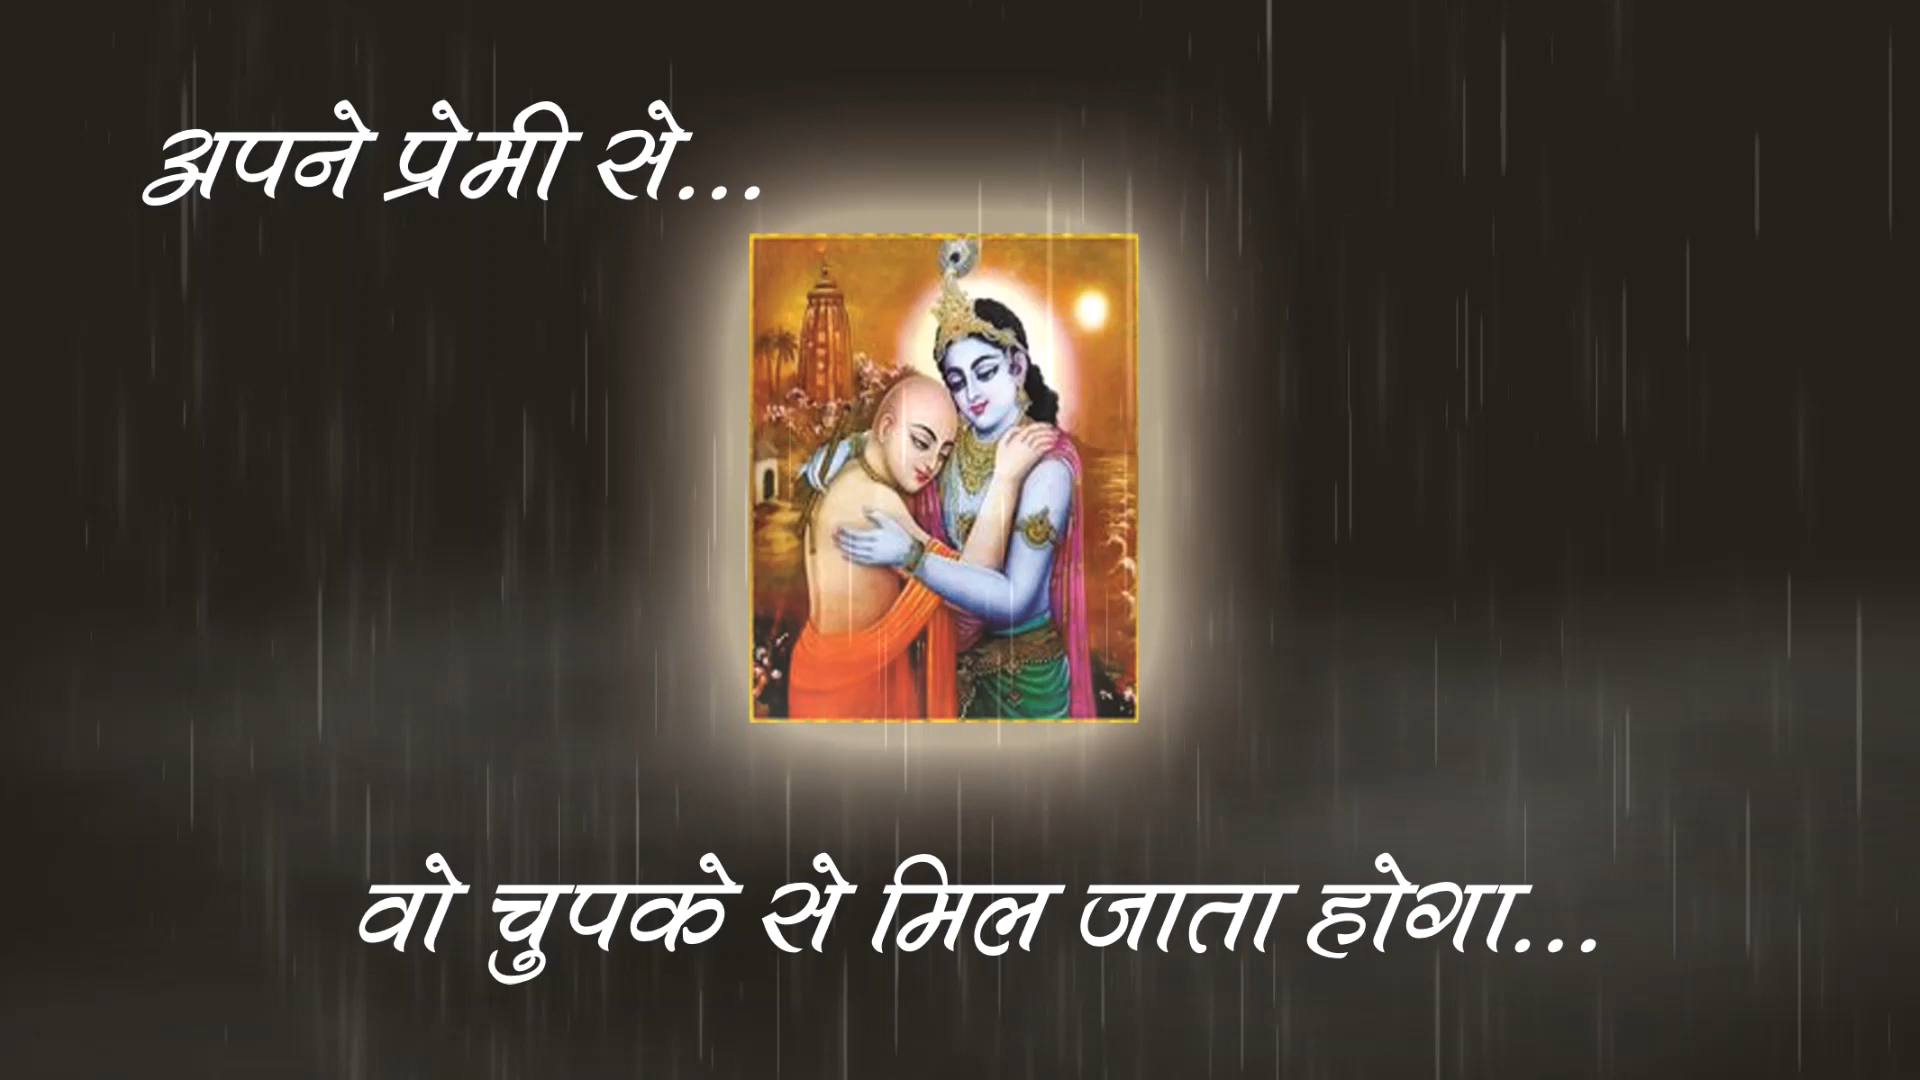 अपने प्रेमी से...
वो चुपके से मिल जाता होगा...